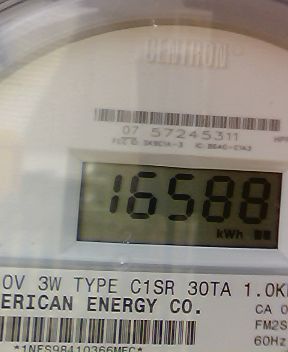 CENTRON
07 57245311
16588
kWh
0V 3W TYPE C1SR 30TA 1.0K
ERICAN ENERGY CO.
CA 0
FM2S
60Hz
*1NFS98410366MEC*